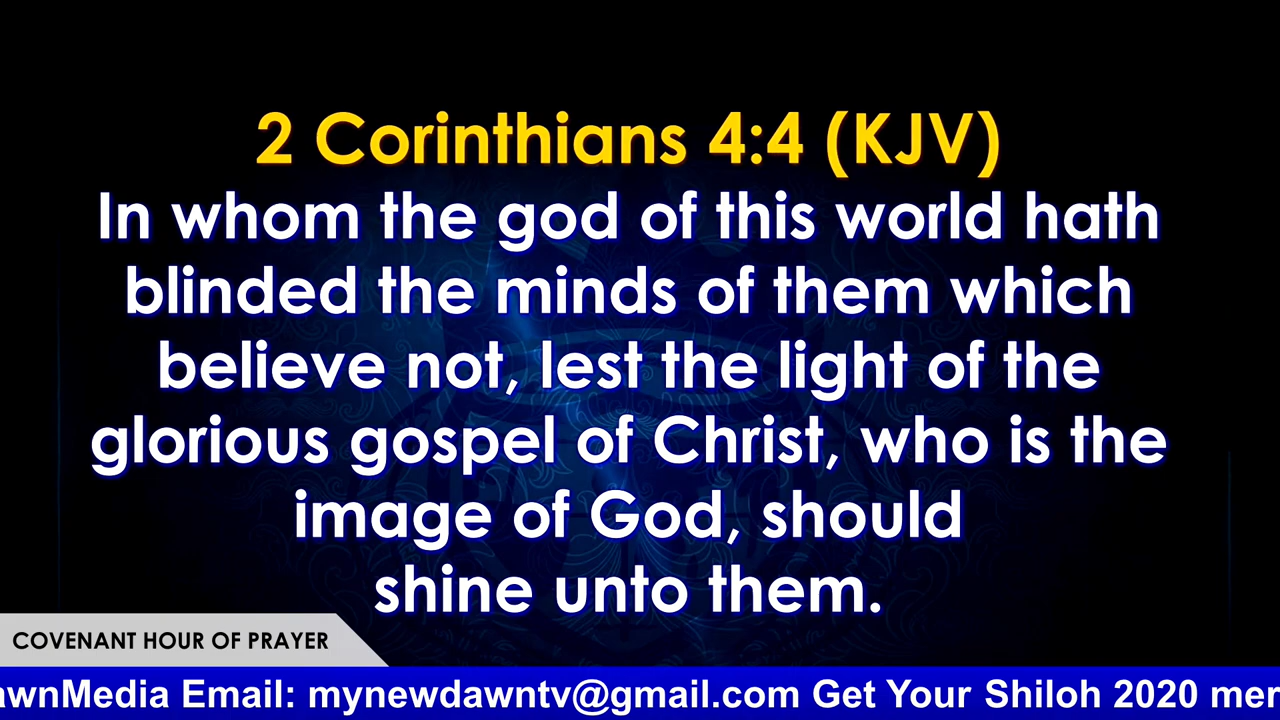 2 Corinthians 4:4 (KJV)
In whom the god of this world hath
blinded the minds of them which
believe not, lest the light of the
glorious gospel of Christ, who is the
image of God, should
shine unto them.
COVENANT HOUR OF PRAYER
awnMedia Email: mynewdawntv@gmail.com Get Your Shiloh 2020 mer